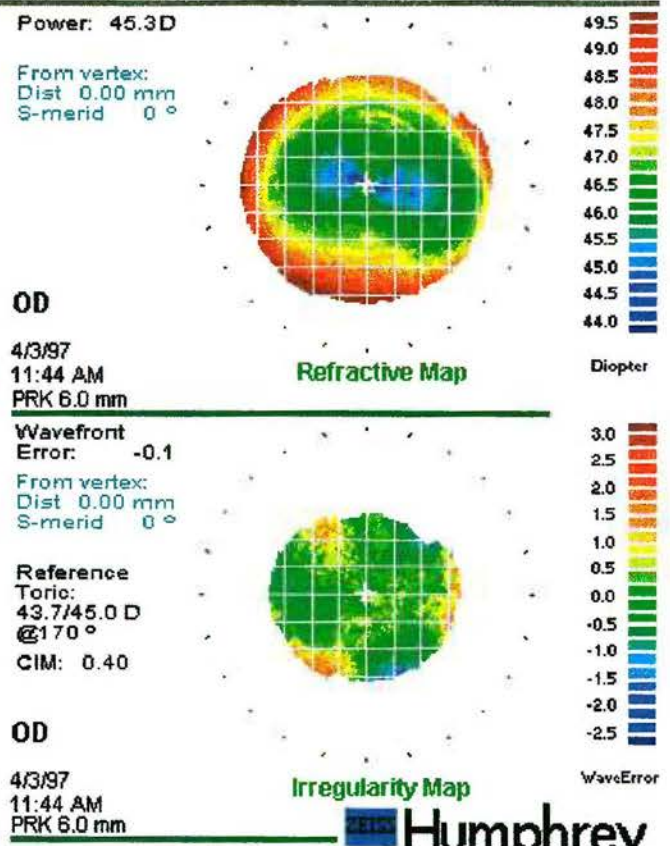 Power: 45.3D
From vertex:
Dist 0.00 mm
S-merid 0 °
OD
4/3/97
11:44 AM
PRK 6.0 mm
Refractive Map
49.5
49.0
48.5
48.0
47.5
47.0
46.5
46.0
45.5
45.0
44.5
44.0
Diopter
Wavefront
Error: -0.1
From vertex:
Dist 0.00 mm
S-merid 0 °
Reference
Toric:
43.7/45.0 D
@170 °
CIM: 0.40
OD
4/3/97
11:44 AM
PRK 6.0 mm
Irregularity Map
3.0
2.5
2.0
1.5
1.0
0.5
0.0
-0.5
-1.0
-1.5
-2.0
-2.5
WaveError
ZEISS Humphrey